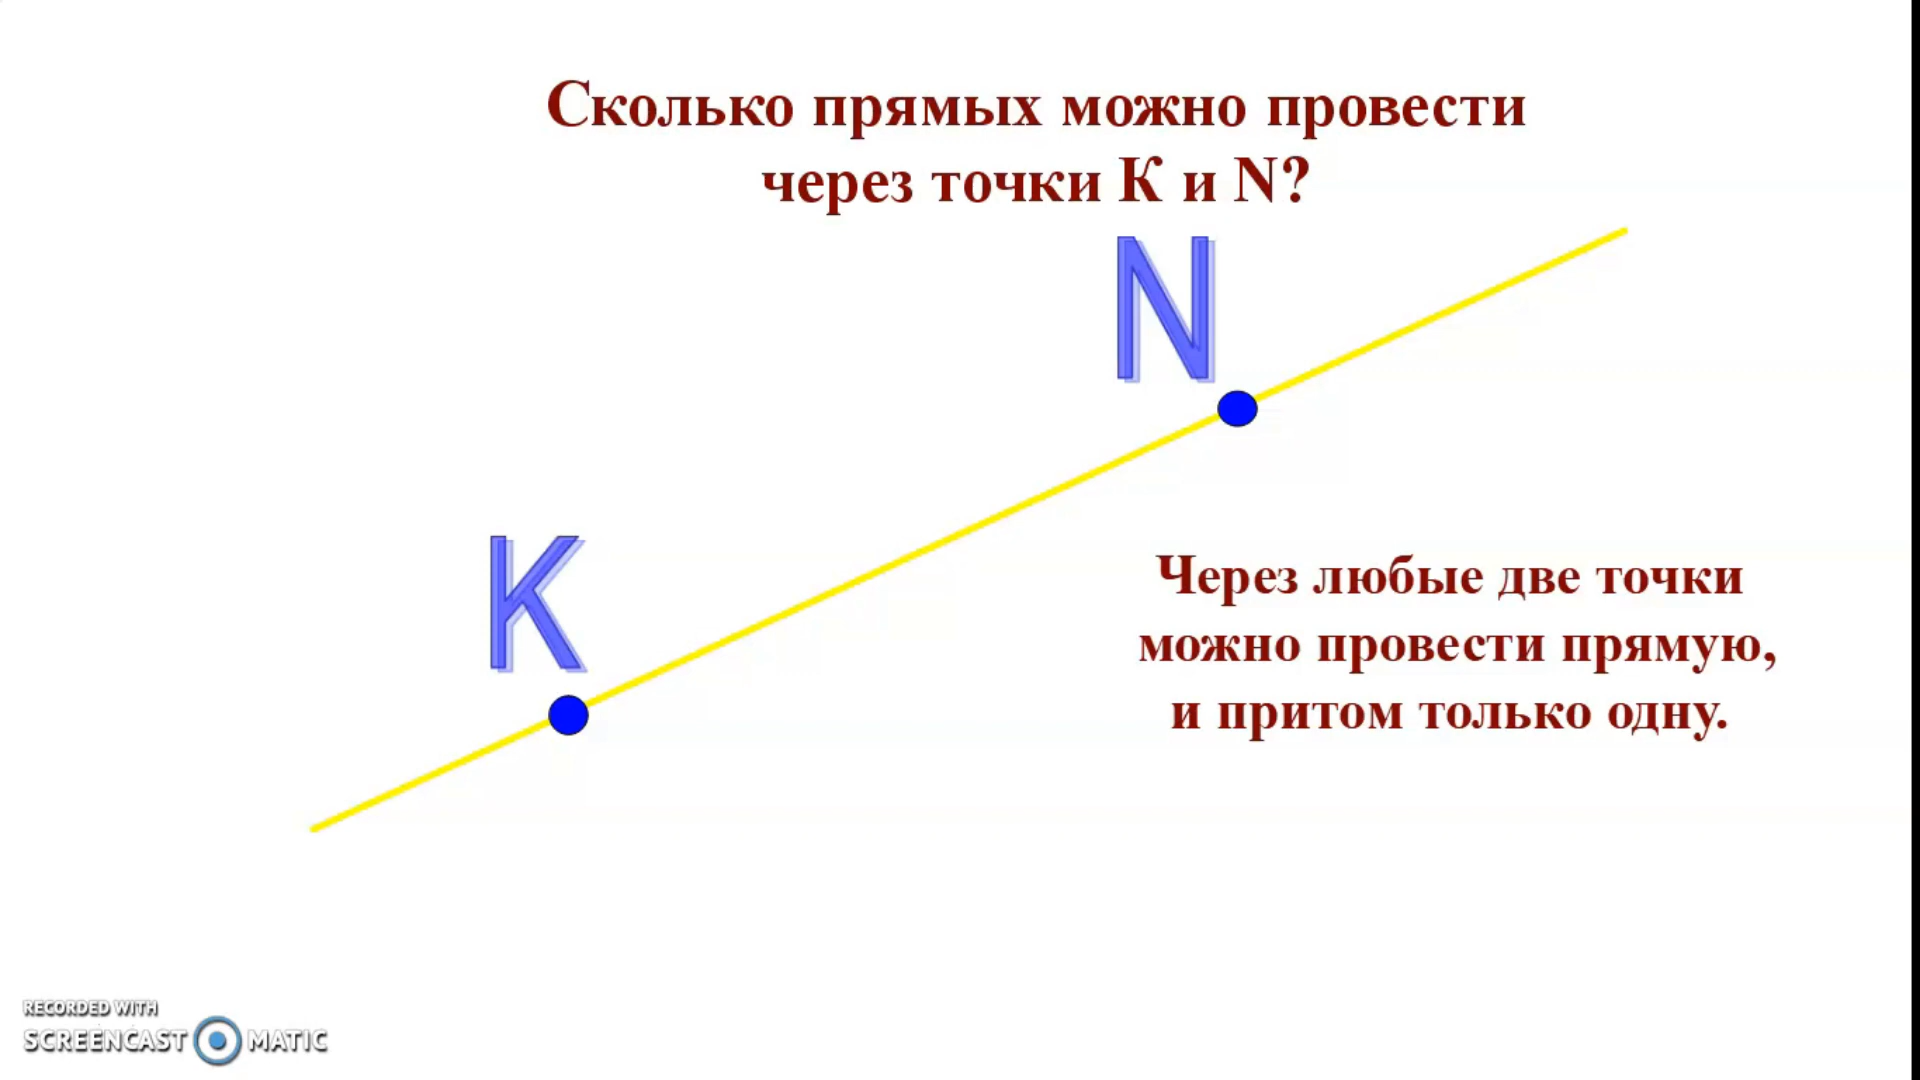 Сколько прямых можно провести
через точки К и N?
N
K
Через любые две точки
можно провести прямую,
и притом только одну.
RECORDED WITH
SCREENCAST MATIC